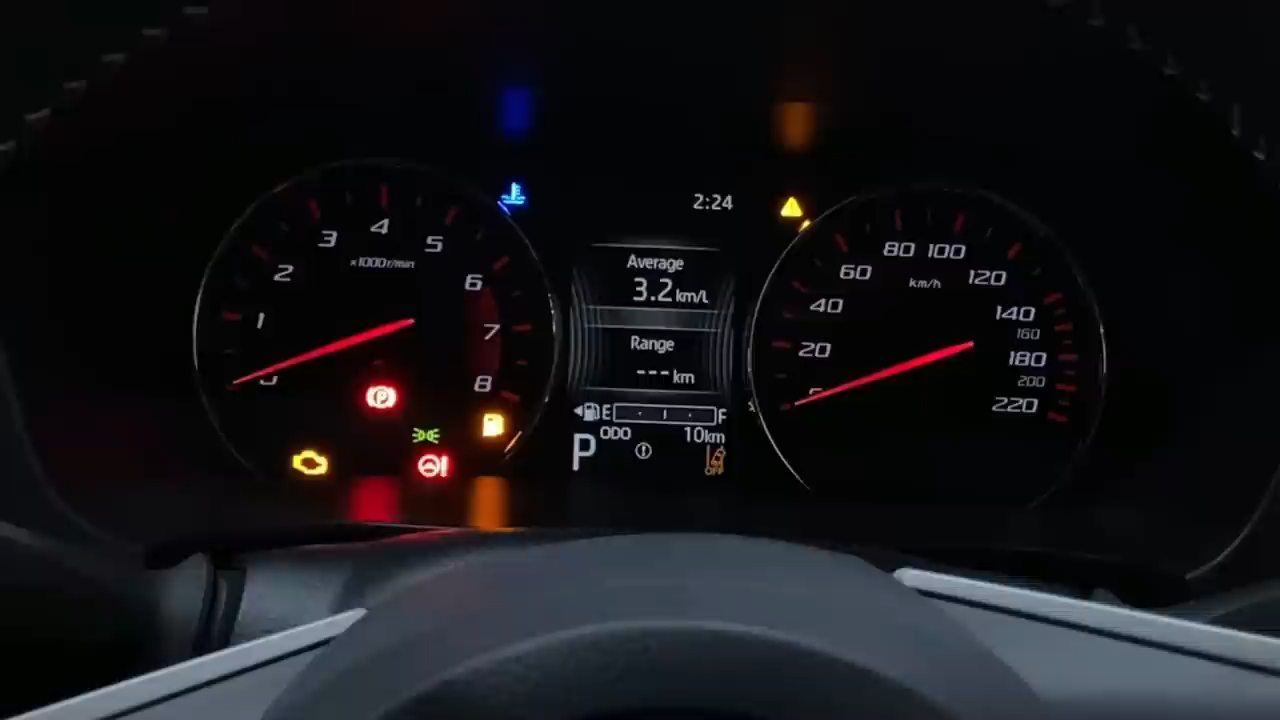 2:24
3 4 5
2 6
×1000 r/min
1 7
8
Average
3.2 km/L
Range
--- km
E F
ODO 10km
P
OFF
P
80 100
60 120
km/h
40 140
160
20 180
200
220